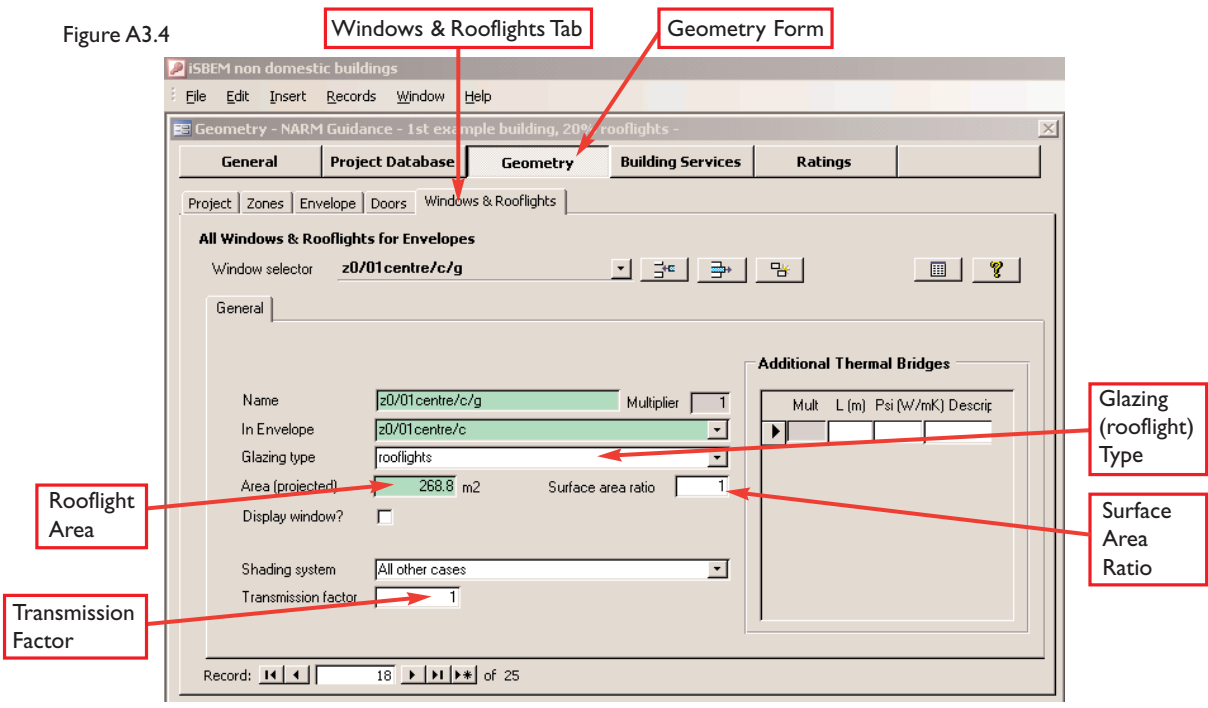 Figure A3.4
Windows & Rooflights Tab
Geometry Form
iSBEM non domestic buildings
File Edit Insert Records Window Help
Geometry - NARM Guidance - 1st example building, 20% rooflights -
General Project Database Geometry Building Services Ratings
Project Zones Envelope Doors Windows & Rooflights
All Windows & Rooflights for Envelopes
Window selector z0/01centre/c/g
General
Additional Thermal Bridges
Mult L (m) Psi (W/mK) Descrip
Name z0/01centre/c/g Multiplier 1
In Envelope z0/01centre/c
Glazing type rooflights
Area (projected) 268.8 m2 Surface area ratio 1
Display window?
Shading system All other cases
Transmission factor 1
Record: 18 of 25
Glazing
(rooflight)
Type
Rooflight
Area
Surface
Area
Ratio
Transmission
Factor